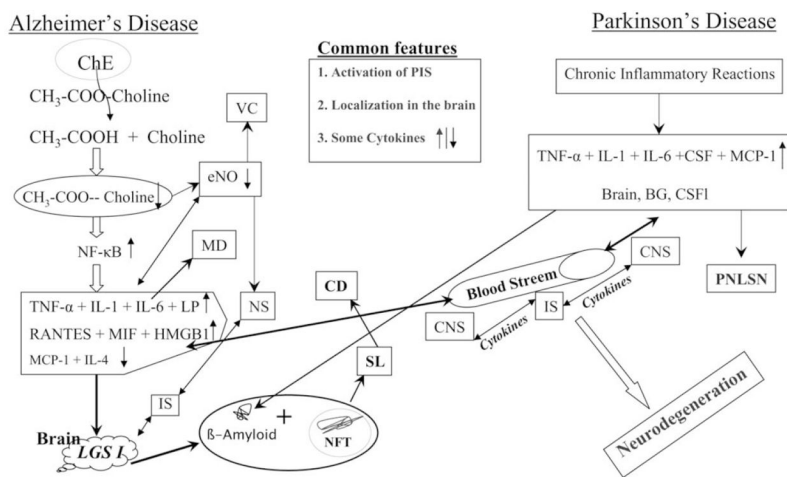 Alzheimer's Disease
Parkinson's Disease
ChE
CH₃-COO-Choline
CH₃-COOH + Choline
CH₃-COO-- Choline ↓
NF-κB ↑
TNF-α + IL-1 + IL-6 + LP ↑
RANTES + MIF + HMGB1 ↑
MCP-1 + IL-4 ↓
Brain
LGS I
VC
eNO ↓
MD
NS
IS
Common features
1. Activation of PIS
2. Localization in the brain
3. Some Cytokines ↑|↓
CD
SL
ß-Amyloid
+
NFT
Chronic Inflammatory Reactions
TNF-α + IL-1 + IL-6 +CSF + MCP-1 ↑
Brain, BG, CSFl
PNLSN
Blood Streem
CNS
Cytokines
IS
Cytokines
CNS
Neurodegeneration